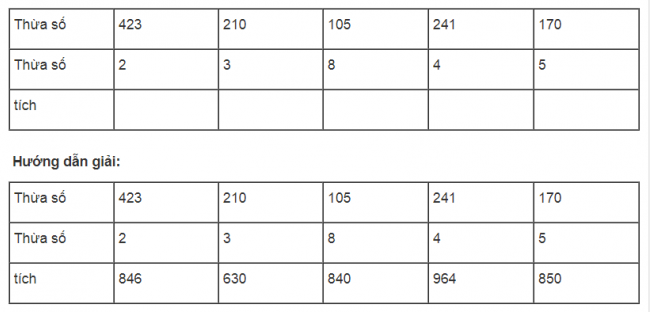 Thừa số 423 210 105 241 170
Thừa số 2 3 8 4 5
tích
Hướng dẫn giải:
Thừa số 423 210 105 241 170
Thừa số 2 3 8 4 5
tích 846 630 840 964 850